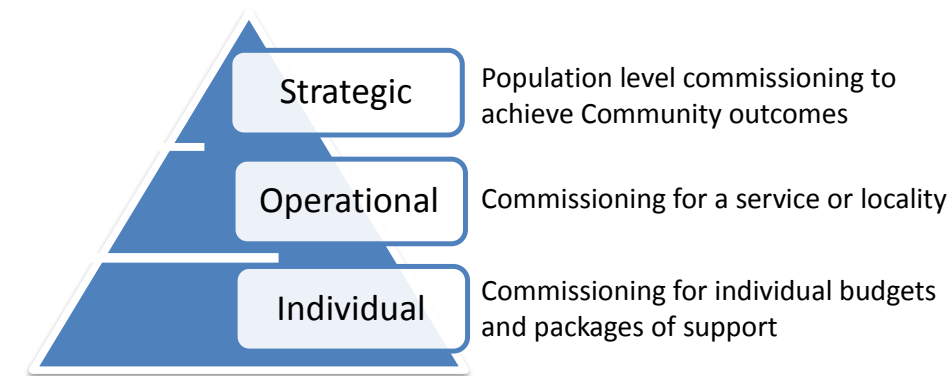 Strategic
Population level commissioning to
achieve Community outcomes
Operational
Commissioning for a service or locality
Individual
Commissioning for individual budgets
and packages of support